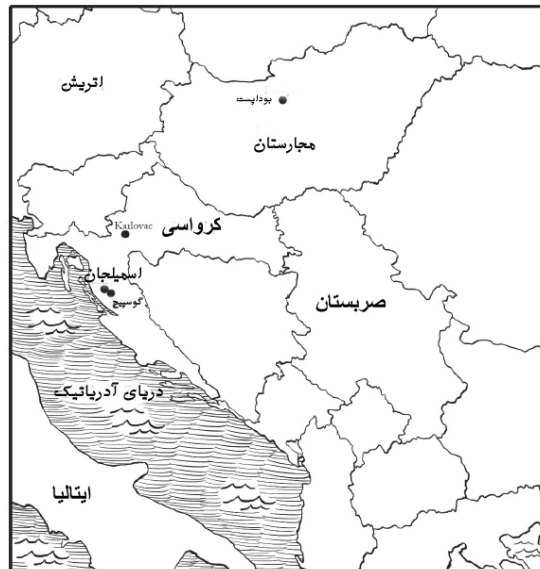 اتریش
بوداپست
مجارستان
Karlovac
کرواسی
اسمیلجان
گوسپیچ
صربستان
دریای آدریاتیک
ایتالیا